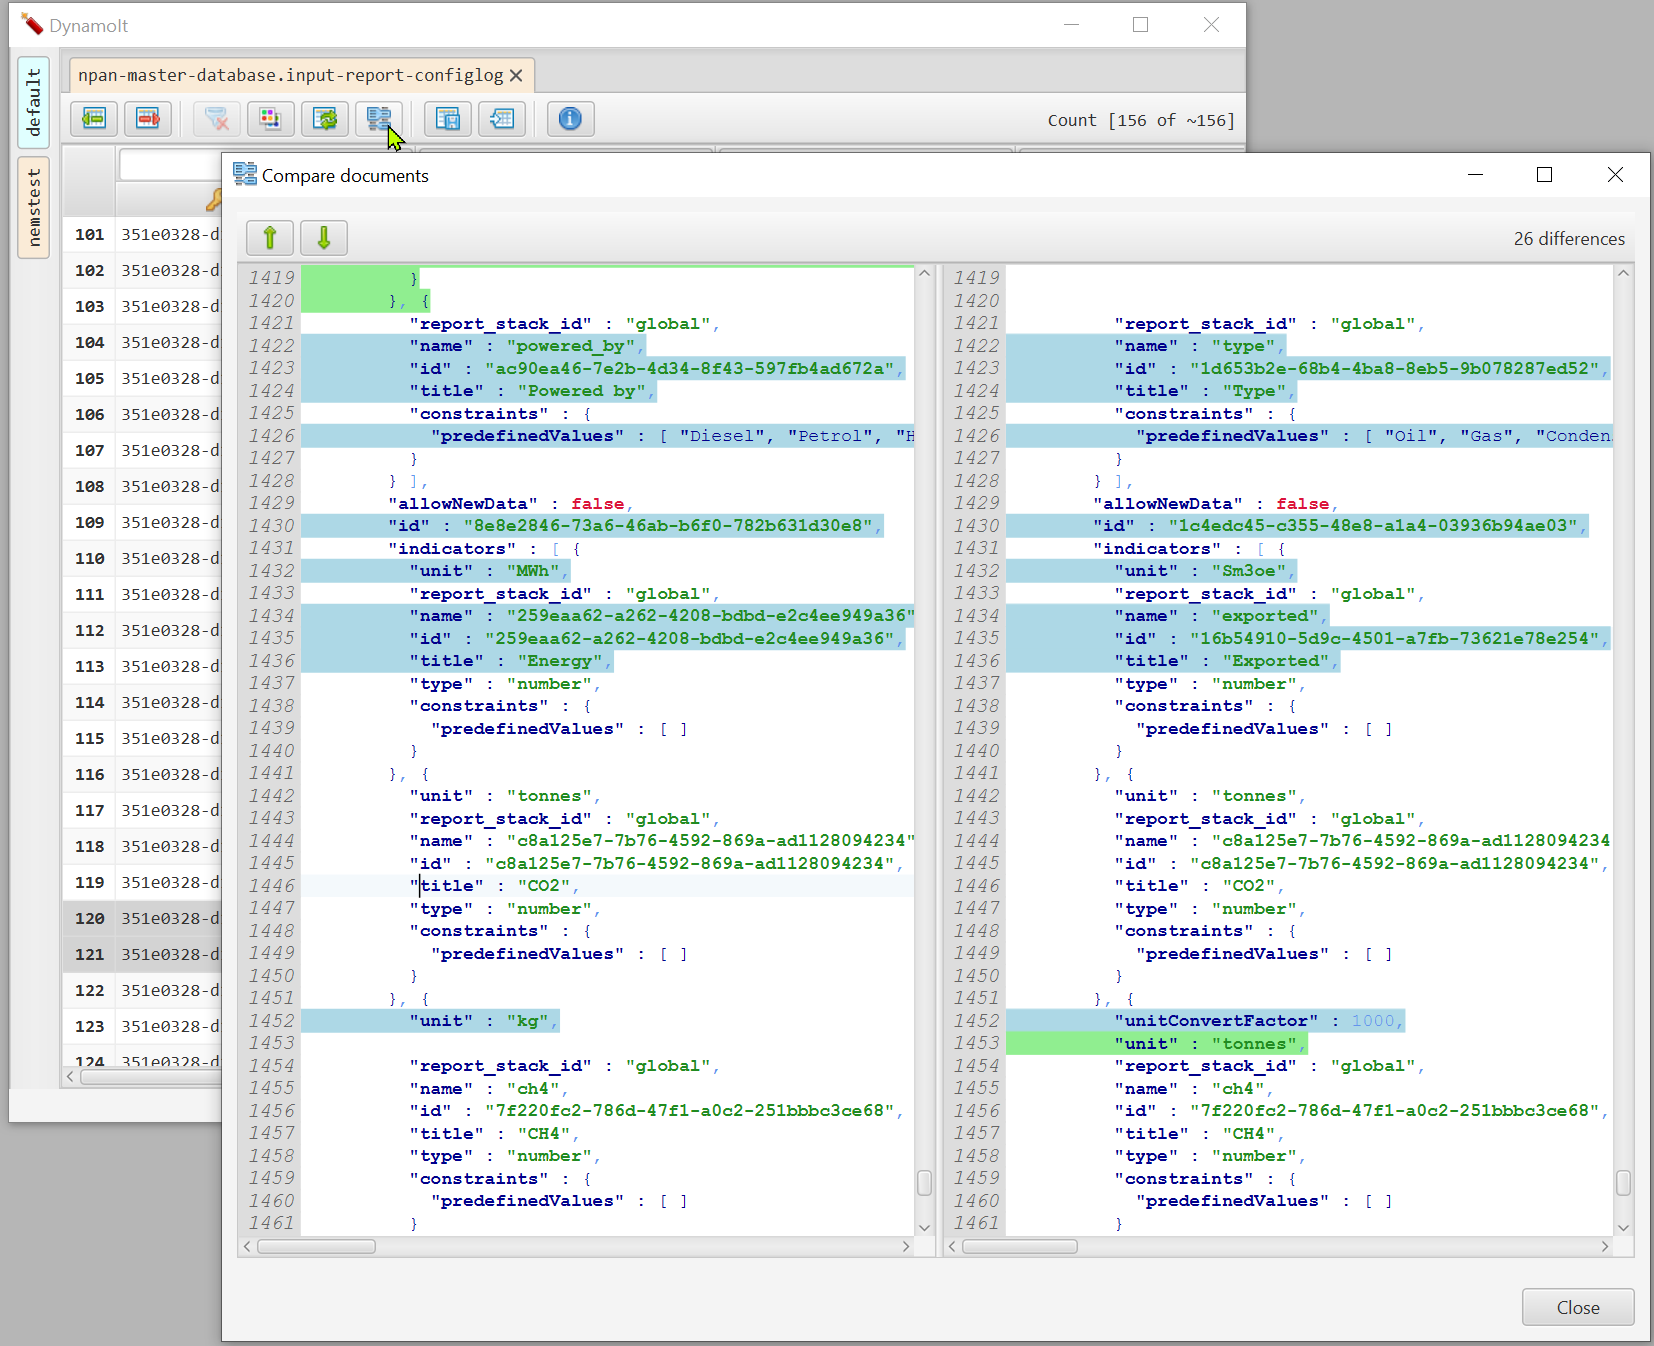 DynamoIt
default
nemstest
npan-master-database.input-report-configlog
Count [156 of ~156]
101 351e0328-d
102 351e0328-d
103 351e0328-d
104 351e0328-d
105 351e0328-d
106 351e0328-d
107 351e0328-d
108 351e0328-d
109 351e0328-d
110 351e0328-d
111 351e0328-d
112 351e0328-d
113 351e0328-d
114 351e0328-d
115 351e0328-d
116 351e0328-d
117 351e0328-d
118 351e0328-d
119 351e0328-d
120 351e0328-d
121 351e0328-d
122 351e0328-d
123 351e0328-d
124 351e0328-d
Compare documents
26 differences
1419 }
1420 }, {
1421 "report_stack_id" : "global",
1422 "name" : "powered_by",
1423 "id" : "ac90ea46-7e2b-4d34-8f43-597fb4ad672a",
1424 "title" : "Powered by",
1425 "constraints" : {
1426 "predefinedValues" : [ "Diesel", "Petrol", "H
1427 }
1428 } ],
1429 "allowNewData" : false,
1430 "id" : "8e8e2846-73a6-46ab-b6f0-782b631d30e8",
1431 "indicators" : [ {
1432 "unit" : "MWh",
1433 "report_stack_id" : "global",
1434 "name" : "259eaa62-a262-4208-bdbd-e2c4ee949a36"
1435 "id" : "259eaa62-a262-4208-bdbd-e2c4ee949a36",
1436 "title" : "Energy",
1437 "type" : "number",
1438 "constraints" : {
1439 "predefinedValues" : [ ]
1440 }
1441 }, {
1442 "unit" : "tonnes",
1443 "report_stack_id" : "global",
1444 "name" : "c8a125e7-7b76-4592-869a-ad1128094234"
1445 "id" : "c8a125e7-7b76-4592-869a-ad1128094234",
1446 "title" : "CO2",
1447 "type" : "number",
1448 "constraints" : {
1449 "predefinedValues" : [ ]
1450 }
1451 }, {
1452 "unit" : "kg",
1453
1454 "report_stack_id" : "global",
1455 "name" : "ch4",
1456 "id" : "7f220fc2-786d-47f1-a0c2-251bbbc3ce68",
1457 "title" : "CH4",
1458 "type" : "number",
1459 "constraints" : {
1460 "predefinedValues" : [ ]
1461 }
1419
1420
1421 "report_stack_id" : "global",
1422 "name" : "type",
1423 "id" : "1d653b2e-68b4-4ba8-8eb5-9b078287ed52",
1424 "title" : "Type",
1425 "constraints" : {
1426 "predefinedValues" : [ "Oil", "Gas", "Conden
1427 }
1428 } ],
1429 "allowNewData" : false,
1430 "id" : "1c4edc45-c355-48e8-a1a4-03936b94ae03",
1431 "indicators" : [ {
1432 "unit" : "Sm3oe",
1433 "report_stack_id" : "global",
1434 "name" : "exported",
1435 "id" : "16b54910-5d9c-4501-a7fb-73621e78e254",
1436 "title" : "Exported",
1437 "type" : "number",
1438 "constraints" : {
1439 "predefinedValues" : [ ]
1440 }
1441 }, {
1442 "unit" : "tonnes",
1443 "report_stack_id" : "global",
1444 "name" : "c8a125e7-7b76-4592-869a-ad1128094234
1445 "id" : "c8a125e7-7b76-4592-869a-ad1128094234",
1446 "title" : "CO2",
1447 "type" : "number",
1448 "constraints" : {
1449 "predefinedValues" : [ ]
1450 }
1451 }, {
1452 "unitConvertFactor" : 1000,
1453 "unit" : "tonnes",
1454 "report_stack_id" : "global",
1455 "name" : "ch4",
1456 "id" : "7f220fc2-786d-47f1-a0c2-251bbbc3ce68",
1457 "title" : "CH4",
1458 "type" : "number",
1459 "constraints" : {
1460 "predefinedValues" : [ ]
1461 }
Close